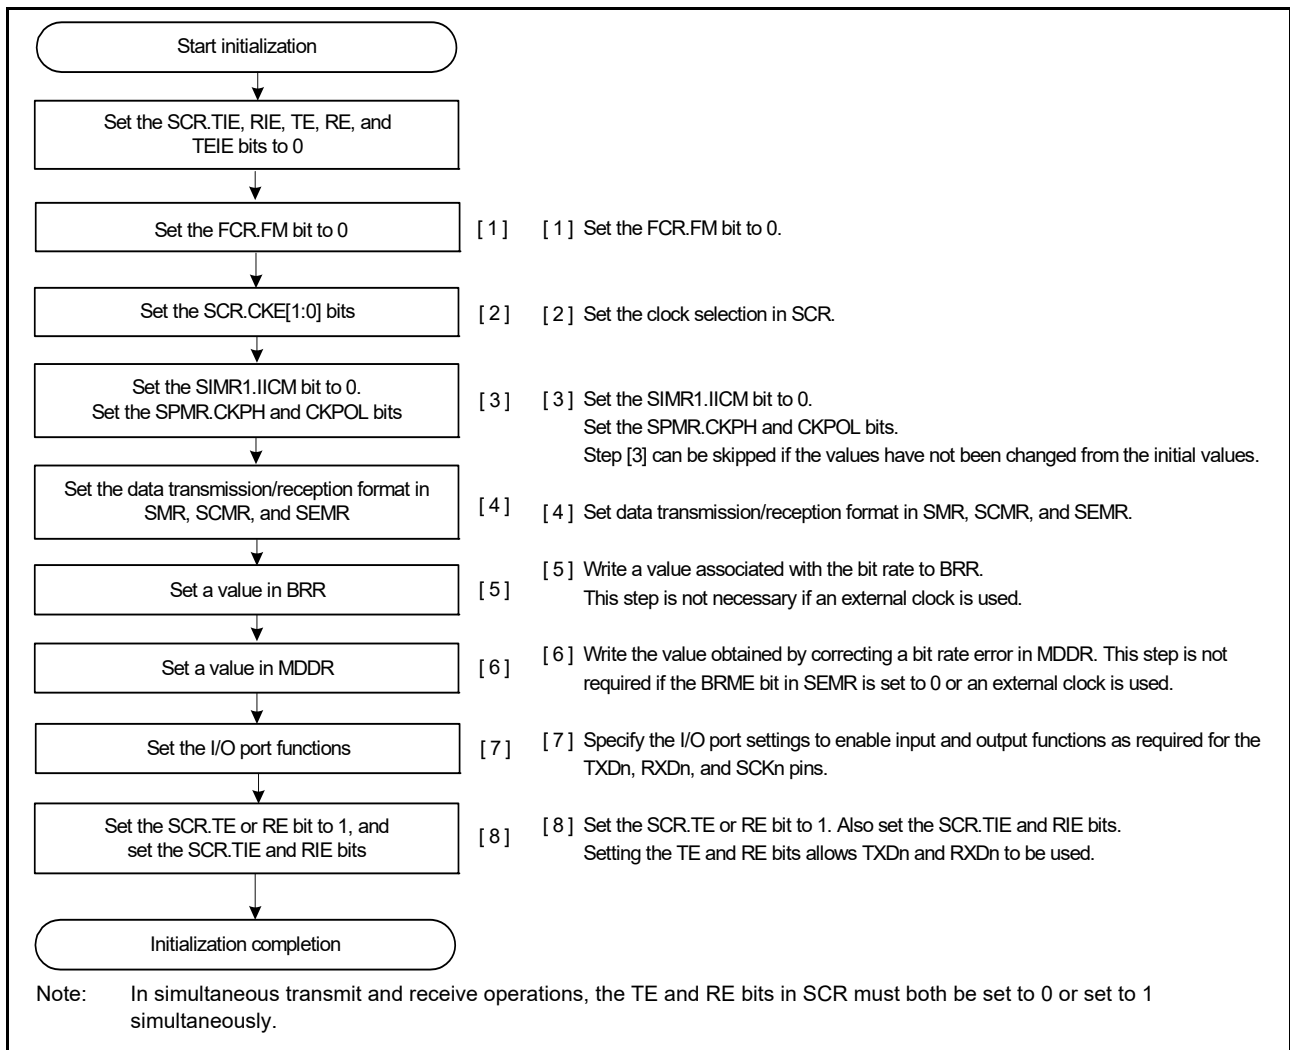 Start initialization
Set the SCR.TIE, RIE, TE, RE, and
TEIE bits to 0
Set the FCR.FM bit to 0
[ 1 ]
[ 1 ] Set the FCR.FM bit to 0.
Set the SCR.CKE[1:0] bits
[ 2 ]
[ 2 ] Set the clock selection in SCR.
Set the SIMR1.IICM bit to 0.
Set the SPMR.CKPH and CKPOL bits
[ 3 ]
[ 3 ] Set the SIMR1.IICM bit to 0.
Set the SPMR.CKPH and CKPOL bits.
Step [3] can be skipped if the values have not been changed from the initial values.
Set the data transmission/reception format in
SMR, SCMR, and SEMR
[ 4 ]
[ 4 ] Set data transmission/reception format in SMR, SCMR, and SEMR.
Set a value in BRR
[ 5 ]
[ 5 ] Write a value associated with the bit rate to BRR.
This step is not necessary if an external clock is used.
Set a value in MDDR
[ 6 ]
[ 6 ] Write the value obtained by correcting a bit rate error in MDDR. This step is not
required if the BRME bit in SEMR is set to 0 or an external clock is used.
Set the I/O port functions
[ 7 ]
[ 7 ] Specify the I/O port settings to enable input and output functions as required for the
TXDn, RXDn, and SCKn pins.
Set the SCR.TE or RE bit to 1, and
set the SCR.TIE and RIE bits
[ 8 ]
[ 8 ] Set the SCR.TE or RE bit to 1. Also set the SCR.TIE and RIE bits.
Setting the TE and RE bits allows TXDn and RXDn to be used.
Initialization completion
Note: In simultaneous transmit and receive operations, the TE and RE bits in SCR must both be set to 0 or set to 1
simultaneously.